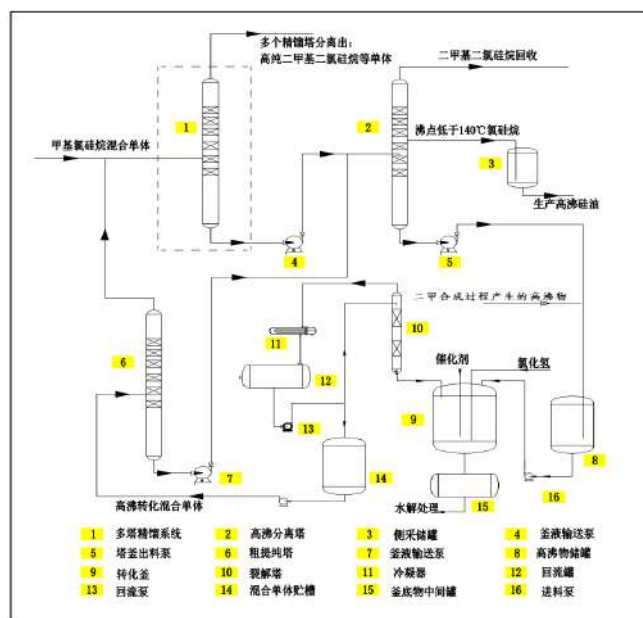 多个精馏塔分离出：
高纯二甲基二氯硅烷等单体
二甲基二氯硅烷回收
1
2
沸点低于140℃氯硅烷
甲基氯硅烷混合单体
3
生产高沸硅油
4
5
二甲合成过程产生的高沸物
10
11
催化剂
氯化氢
6
12
9
13
8
7
14
16
高沸转化混合单体
水解处理
15
1 多塔精馏系统 2 高沸分离塔 3 侧采储罐 4 釜液输送泵
5 塔釜出料泵 6 粗提纯塔 7 釜液输送泵 8 高沸物储罐
9 转化釜 10 裂解塔 11 冷凝器 12 回流罐
13 回流泵 14 混合单体贮槽 15 釜底物中间罐 16 进料泵